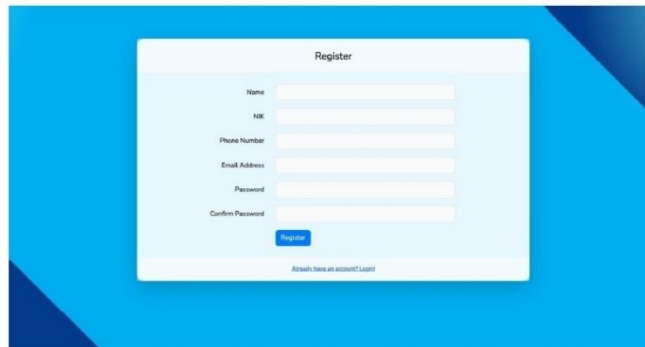 Register
Name
NIK
Phone Number
Email Address
Password
Confirm Password
Register
Already have an account? Login!